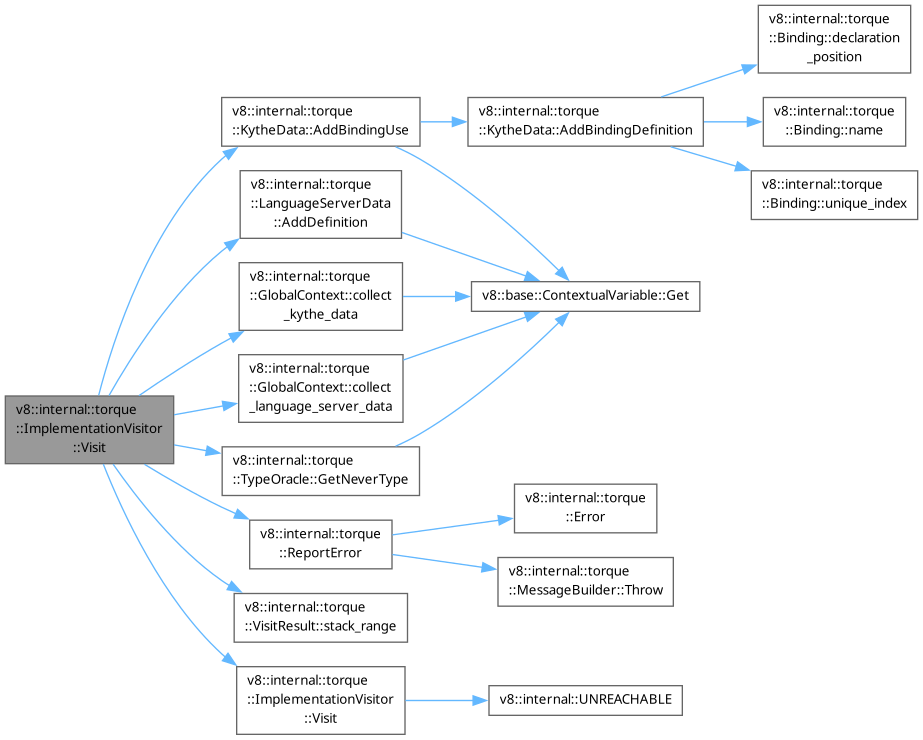 v8::internal::torque
::ImplementationVisitor
::Visit
v8::internal::torque
::KytheData::AddBindingUse
v8::internal::torque
::KytheData::AddBindingDefinition
v8::internal::torque
::Binding::declaration
_position
v8::internal::torque
::Binding::name
v8::internal::torque
::Binding::unique_index
v8::internal::torque
::LanguageServerData
::AddDefinition
v8::internal::torque
::GlobalContext::collect
_kythe_data
v8::base::ContextualVariable::Get
v8::internal::torque
::GlobalContext::collect
_language_server_data
v8::internal::torque
::TypeOracle::GetNeverType
v8::internal::torque
::ReportError
v8::internal::torque
::Error
v8::internal::torque
::MessageBuilder::Throw
v8::internal::torque
::VisitResult::stack_range
v8::internal::torque
::ImplementationVisitor
::Visit
v8::internal::UNREACHABLE